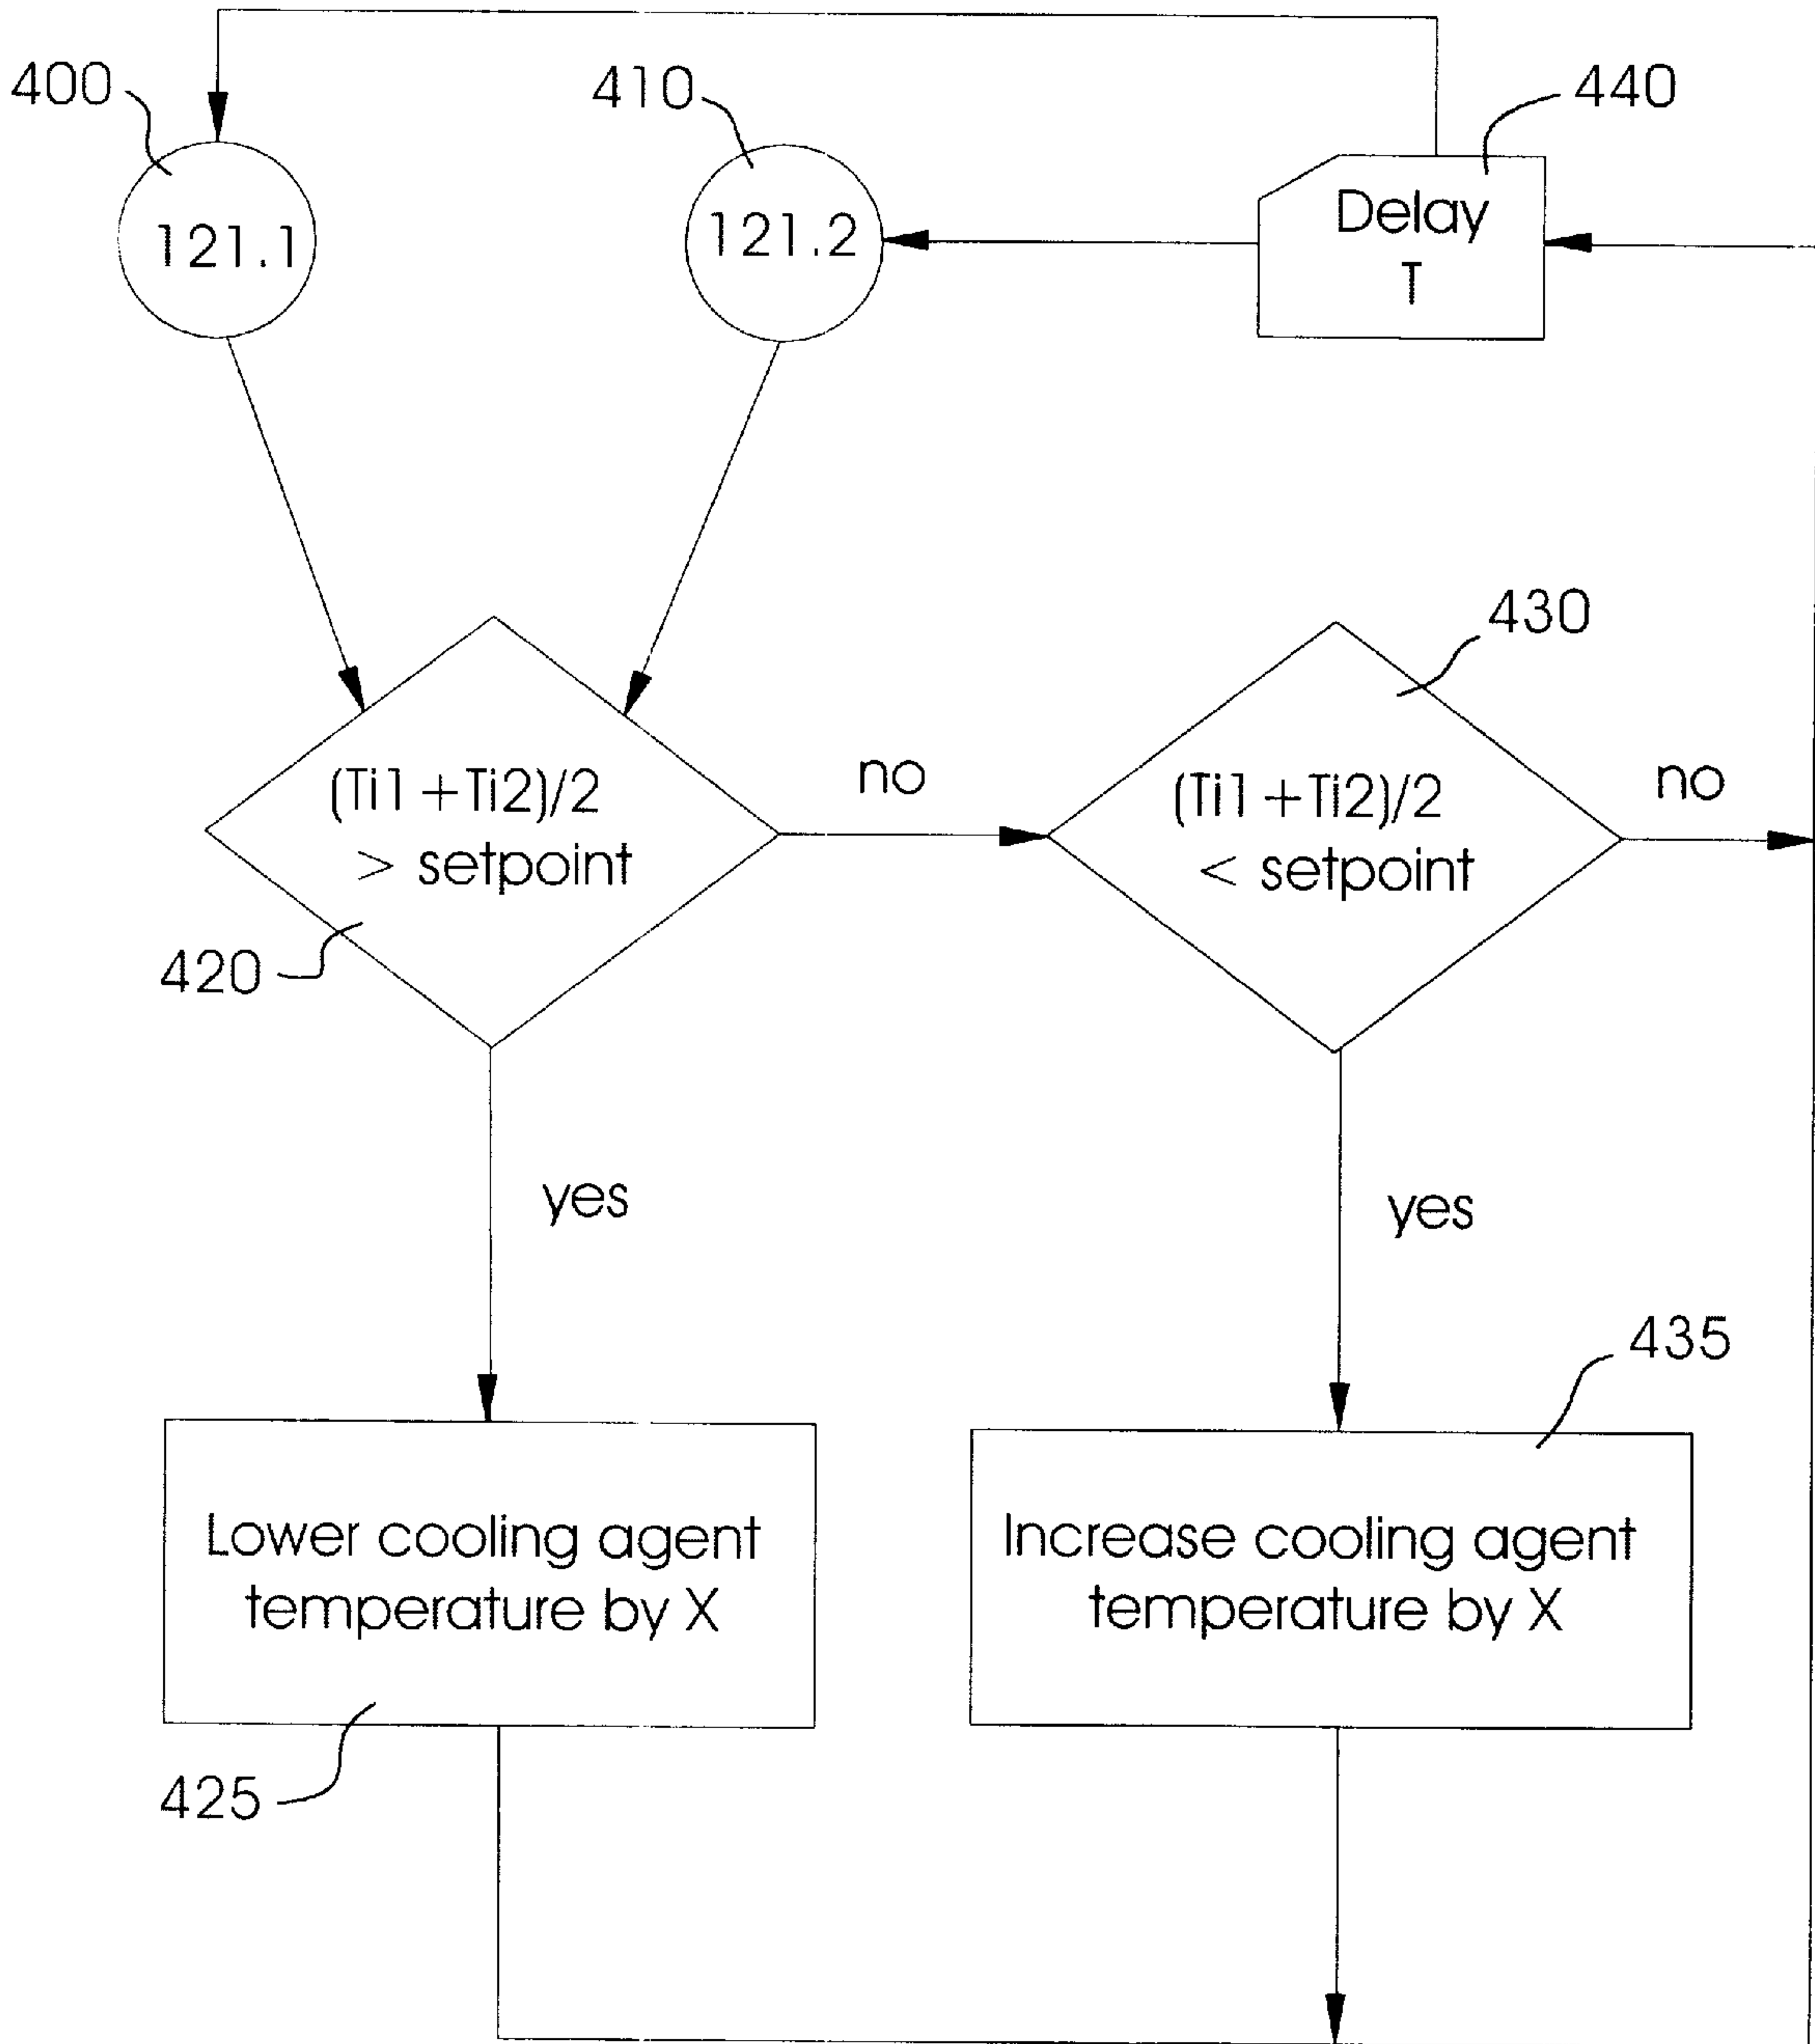 400
410
440
121.1
121.2
Delay
T
430
(Ti1 +Ti2)/2
> setpoint
no
(Ti1 +Ti2)/2
< setpoint
no
420
yes
yes
435
Lower cooling agent
temperature by X
Increase cooling agent
temperature by X
425